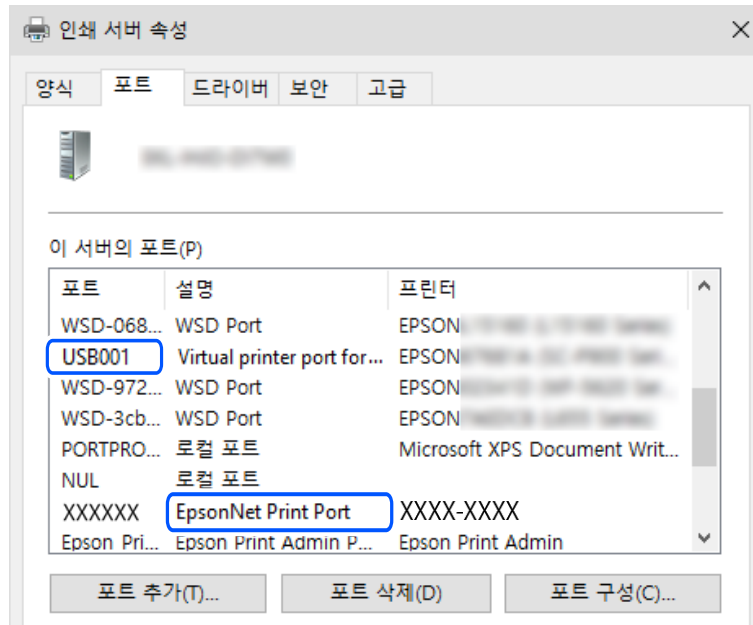 인쇄 서버 속성
양식 포트 드라이버 보안 고급
이 서버의 포트(P)
포트 설명 프린터
WSD-068... WSD Port EPSON
USB001 Virtual printer port for... EPSON
WSD-972... WSD Port EPSON
WSD-3cb... WSD Port EPSON
PORTPRO... 로컬 포트 Microsoft XPS Document Writ...
NUL 로컬 포트
XXXXXX EpsonNet Print Port XXXX-XXXX
Epson Pri... Epson Print Admin P... Epson Print Admin
포트 추가(T)... 포트 삭제(D) 포트 구성(C)...